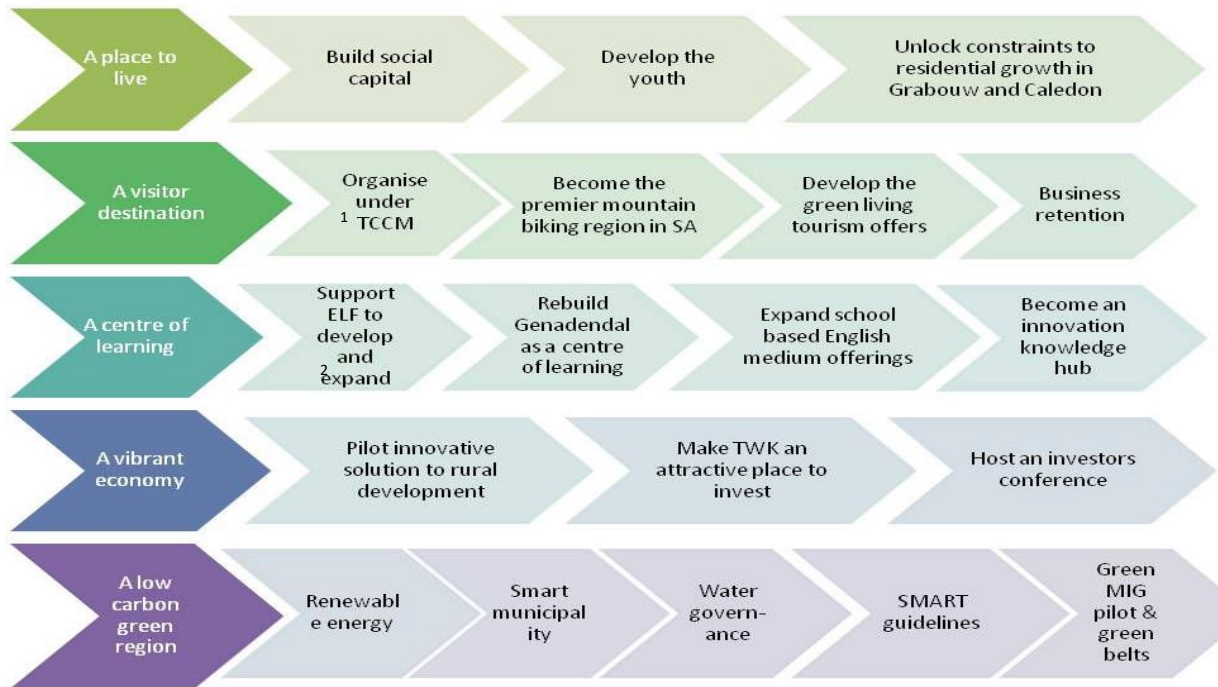 A place to
live
Build social
capital
Develop the
youth
Unlock constraints to
residential growth in
Grabouw and Caledon
A visitor
destination
Organise
under
1 TCCM
Become the
premier mountain
biking region in SA
Develop the
green living
tourism offers
Business
retention
A centre of
learning
Support
ELF to
develop
and
2 expand
Rebuild
Genadendal
as a centre
of learning
Expand school
based English
medium offerings
Become an
innovation
knowledge
hub
A vibrant
economy
Pilot innovative
solution to rural
development
Make TWK an
attractive place to
invest
Host an investors
conference
A low
carbon
green
region
Renewabl
e energy
Smart
municipal
ity
Water
govern-
ance
SMART
guidelines
Green
MIG
pilot &
green
belts